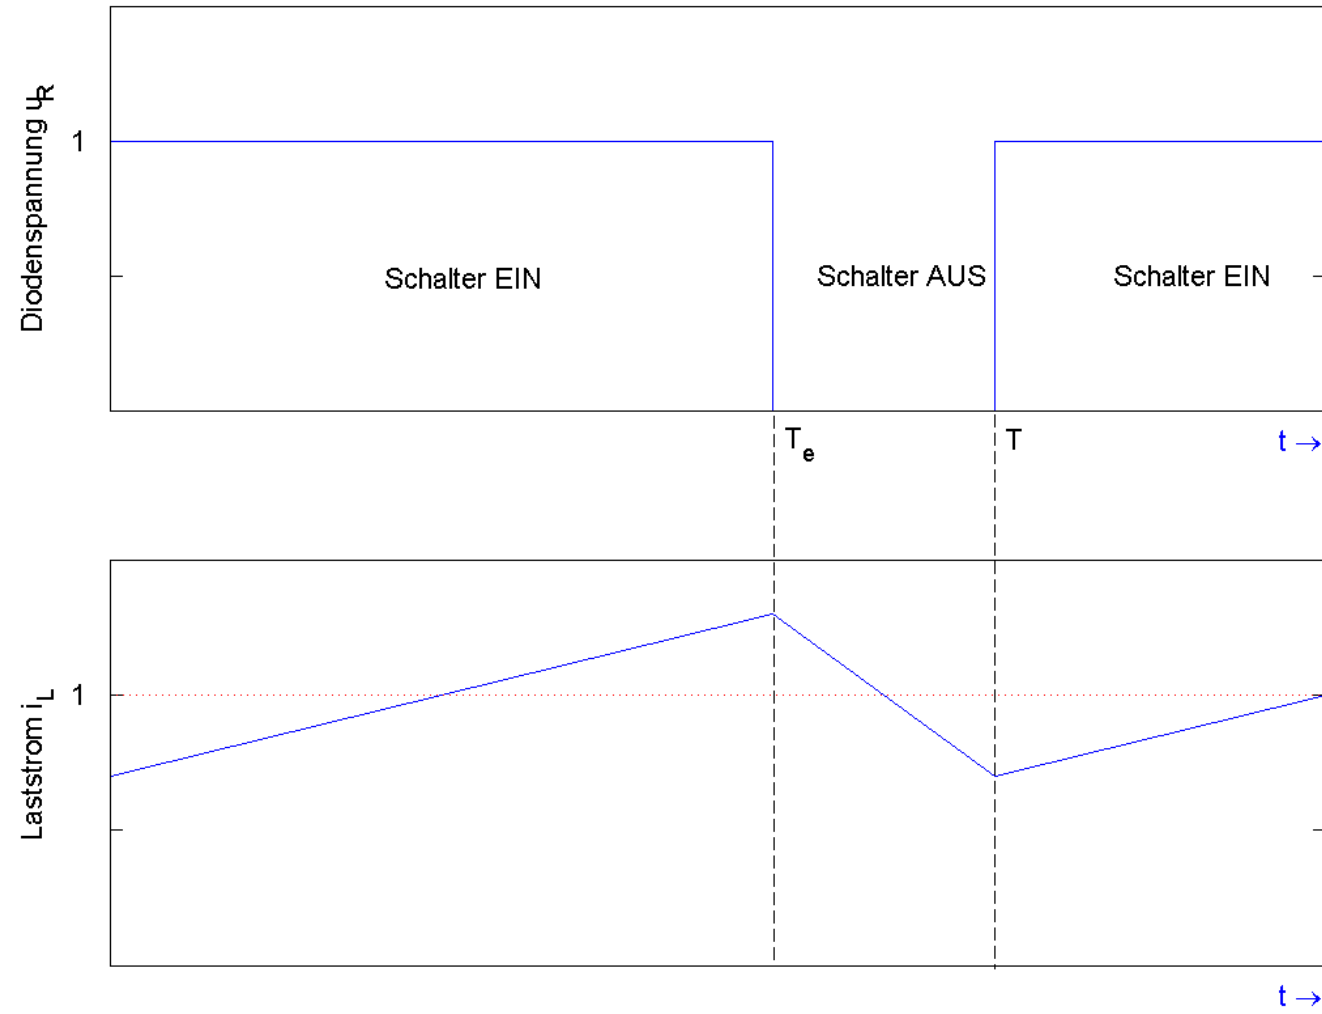 Diodenspannung u_R
1
Schalter EIN
Schalter AUS
Schalter EIN
T_e
T
t →
Laststrom i_L
1
t →